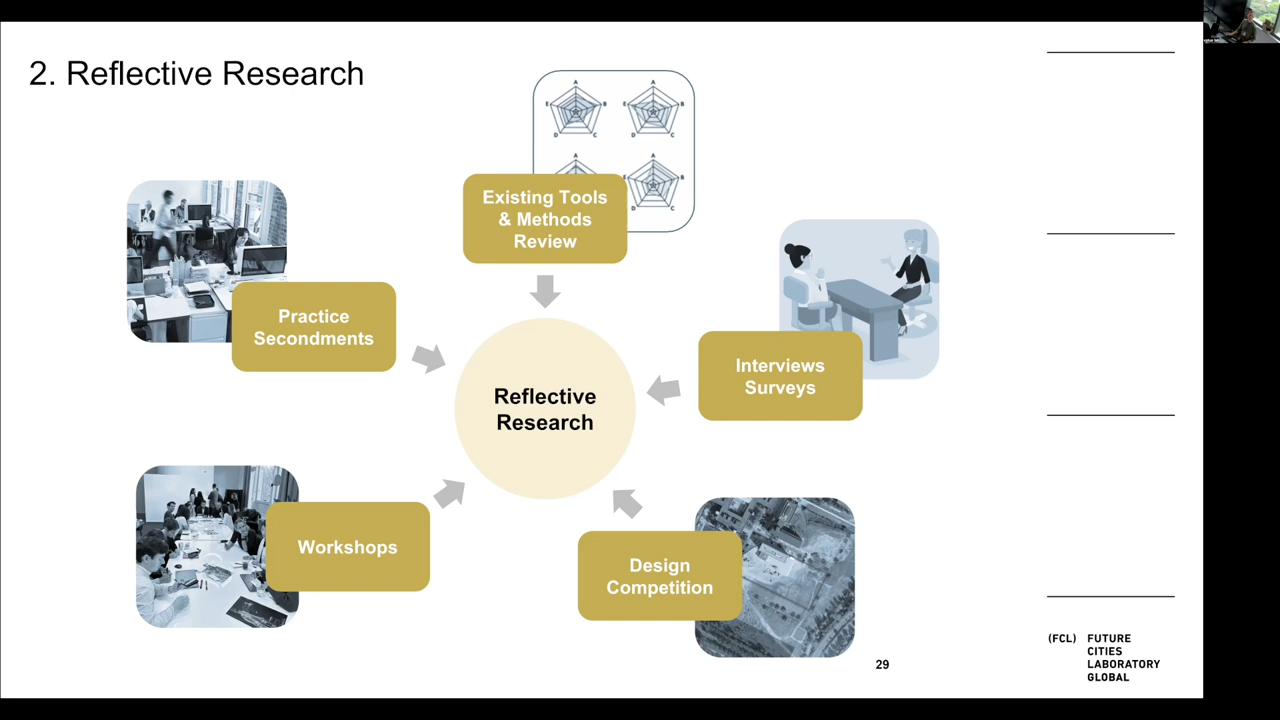 2. Reflective Research
A
E
B
D
C
A
E
B
D
C
A
A
E
B
D
C
Existing Tools
& Methods
Review
Practice
Secondments
Interviews
Surveys
Reflective
Research
Workshops
Design
Competition
29
(FCL) FUTURE
CITIES
LABORATORY
GLOBAL